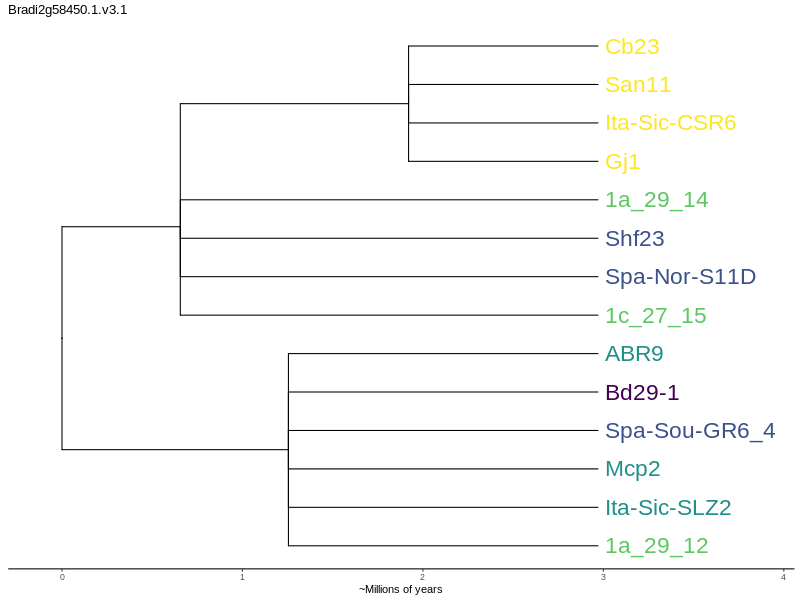 Bradi2g58450.1.v3.1
Cb23
San11
Ita-Sic-CSR6
Gj1
1a_29_14
Shf23
Spa-Nor-S11D
1c_27_15
ABR9
Bd29-1
Spa-Sou-GR6_4
Mcp2
Ita-Sic-SLZ2
1a_29_12
0 1 2 3 4
~Millions of years